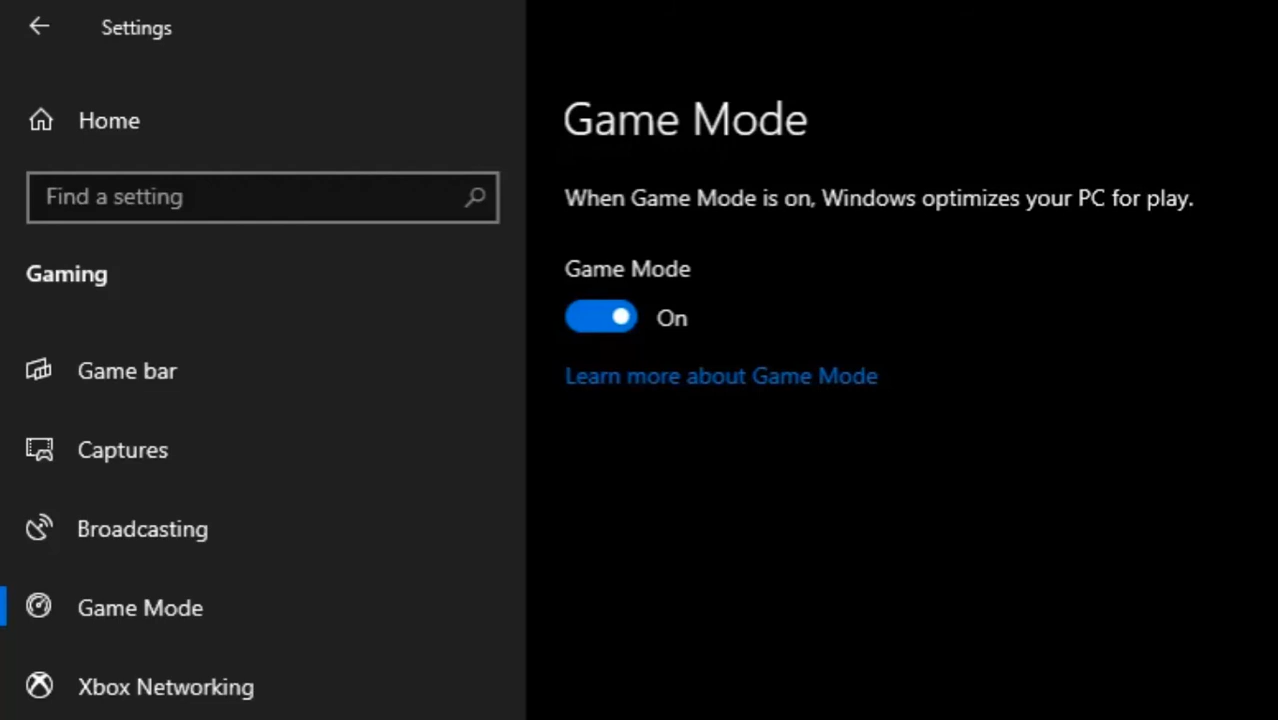 Settings
Home
Find a setting
Gaming
Game bar
Captures
Broadcasting
Game Mode
Xbox Networking
Game Mode
When Game Mode is on, Windows optimizes your PC for play.
Game Mode
On
Learn more about Game Mode